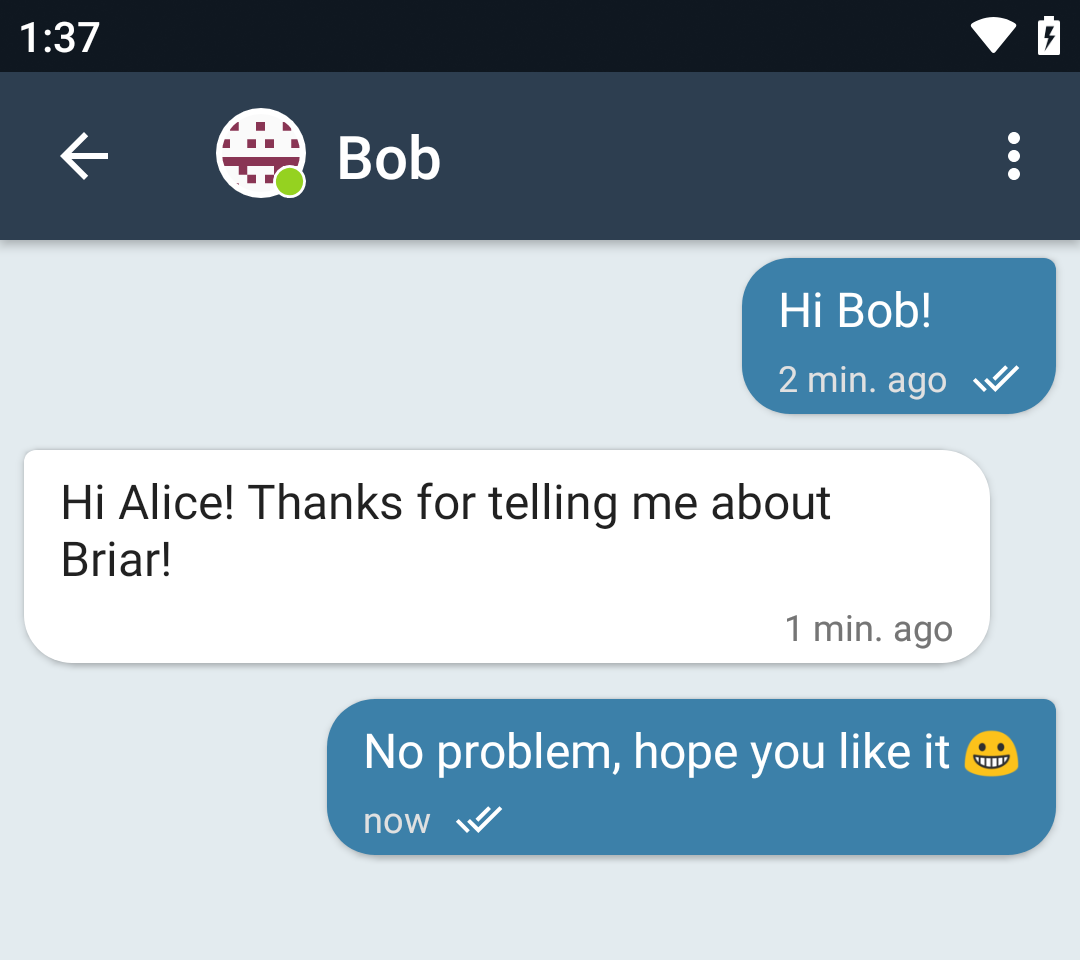 1:37
Bob
Hi Bob!
2 min. ago
Hi Alice! Thanks for telling me about
Briar!
1 min. ago
No problem, hope you like it 😀
now